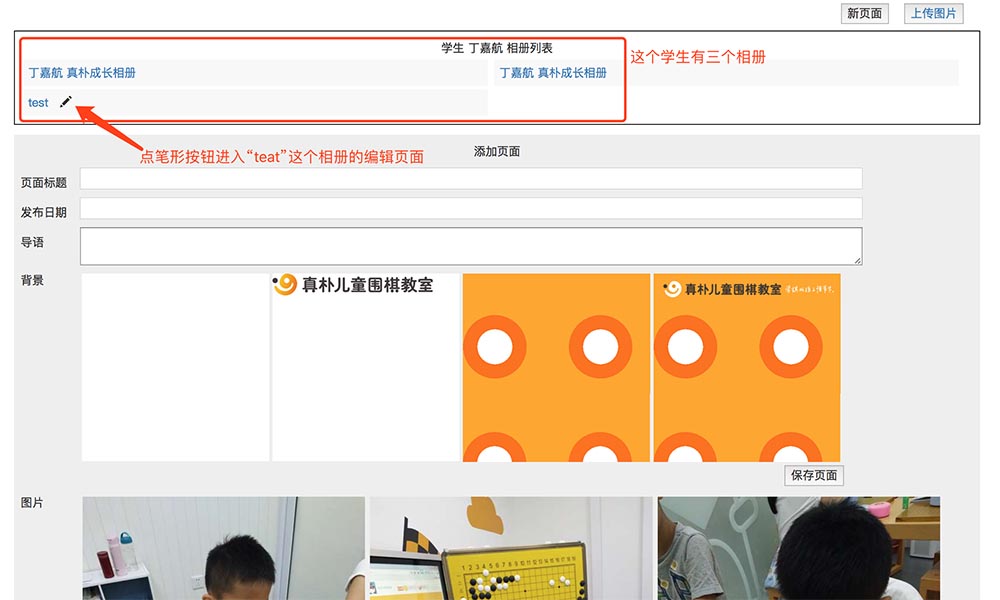 新页面 上传图片
学生 丁嘉航 相册列表
这个学生有三个相册
丁嘉航 真朴成长相册 丁嘉航 真朴成长相册
test
点笔形按钮进入“teat”这个相册的编辑页面
添加页面
页面标题
发布日期
导语
背景
真朴儿童围棋教室
真朴儿童围棋教室
保存页面
图片